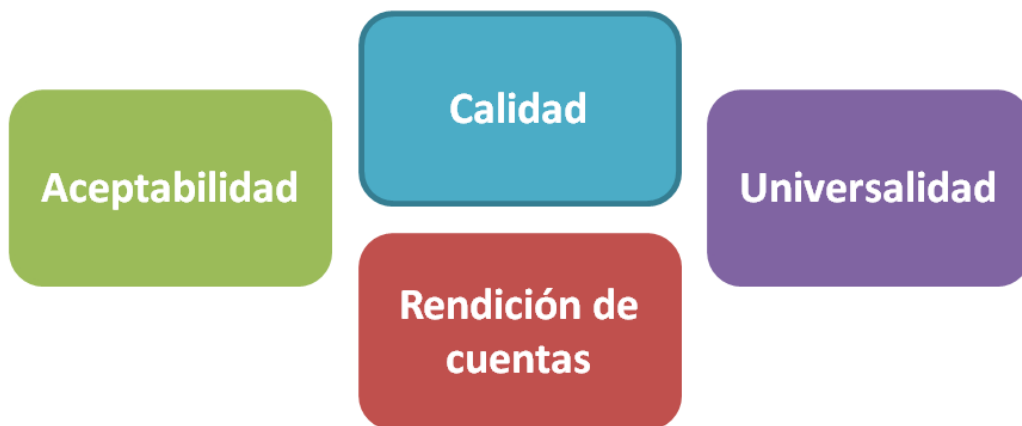 Calidad
Aceptabilidad
Universalidad
Rendición de
cuentas